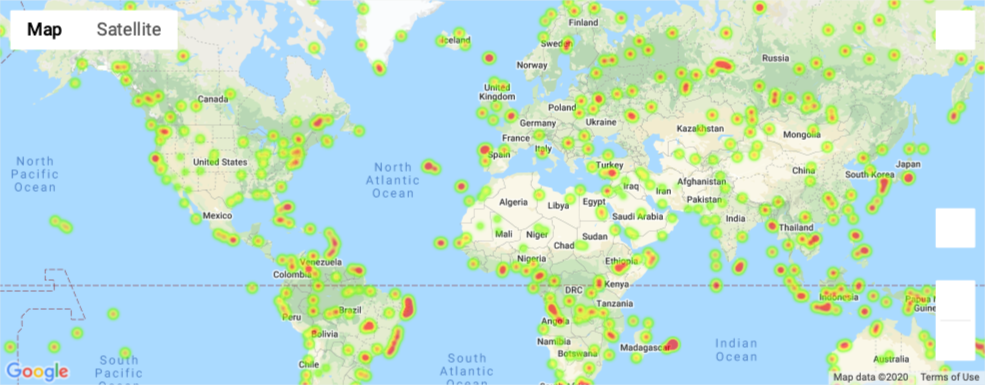 Map Satellite
Finland
Iceland
Sweden
Russia
Norway
United
Kingdom
Canada
Poland
Germany
Ukraine
Kazakhstan
Mongolia
France
North
Pacific
Ocean
United States
North
Atlantic
Ocean
Spain
Italy
Turkey
China
Japan
South Korea
Afghanistan
Iraq
Iran
Pakistan
Algeria
Libya
Egypt
Saudi Arabia
India
Mexico
Mali
Niger
Chad
Sudan
Thailand
Nigeria
Ethiopia
Venezuela
Colombia
Kenya
DRC
Indonesia
Papua New
Guinea
Tanzania
Brazil
Peru
Angola
Bolivia
Namibia
Botswana
Madagascar
Indian
Ocean
South
Pacific
Ocean
South
Atlantic
Ocean
Chile
Australia
Google
Map data ©2020 Terms of Use